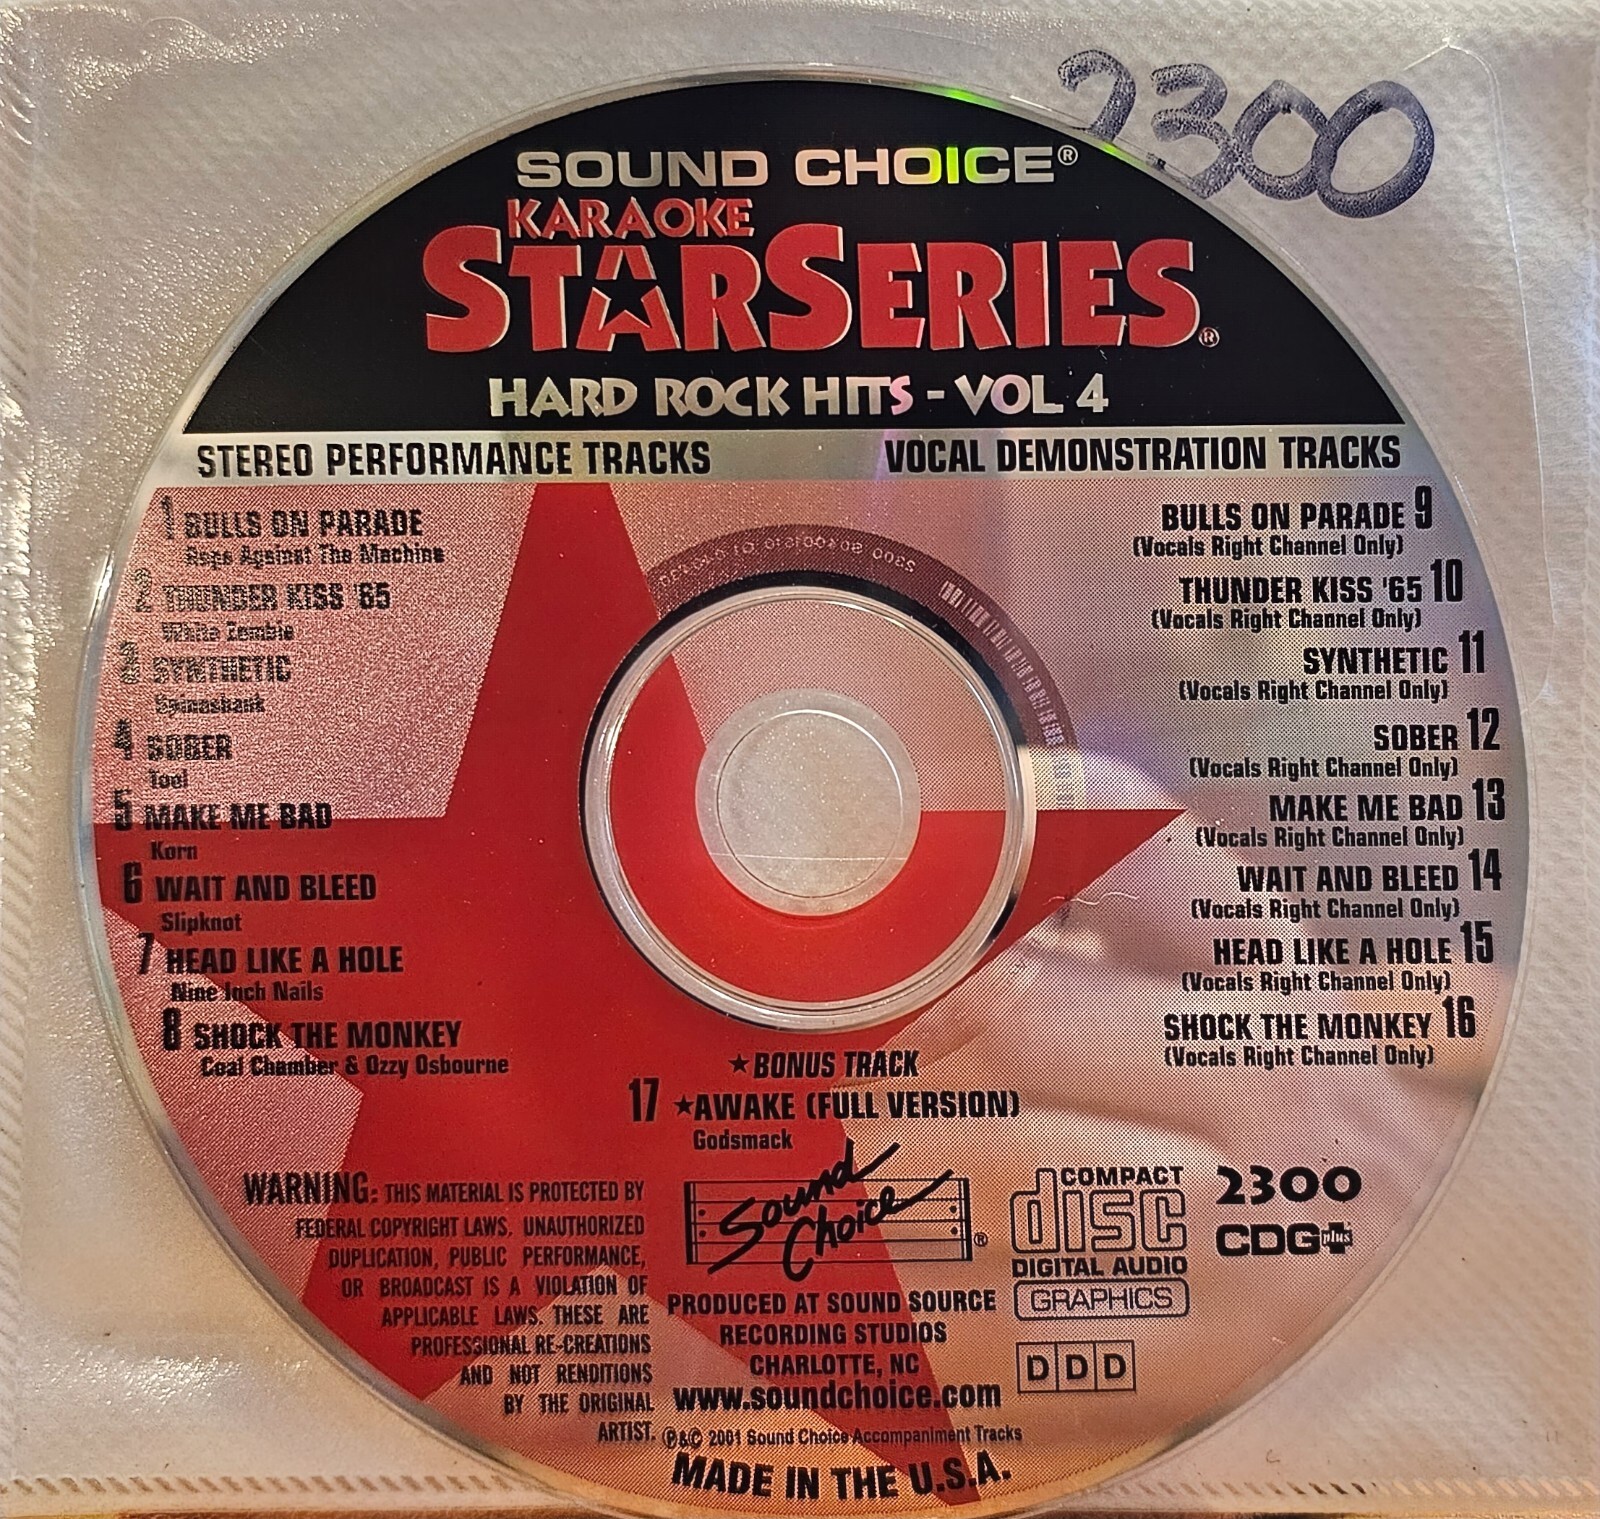 2300
SOUND CHOICE®
KARAOKE
STARSERIES®
HARD ROCK HITS - VOL 4
STEREO PERFORMANCE TRACKS
1 BULLS ON PARADE
Rage Against The Machine
2 THUNDER KISS '65
White Zombie
3 SYNTHETIC
Spineshank
4 SOBER
Tool
5 MAKE ME BAD
Korn
6 WAIT AND BLEED
Slipknot
7 HEAD LIKE A HOLE
Nine Inch Nails
8 SHOCK THE MONKEY
Coal Chamber & Ozzy Osbourne
VOCAL DEMONSTRATION TRACKS
BULLS ON PARADE 9
(Vocals Right Channel Only)
THUNDER KISS '65 10
(Vocals Right Channel Only)
SYNTHETIC 11
(Vocals Right Channel Only)
SOBER 12
(Vocals Right Channel Only)
MAKE ME BAD 13
(Vocals Right Channel Only)
WAIT AND BLEED 14
(Vocals Right Channel Only)
HEAD LIKE A HOLE 15
(Vocals Right Channel Only)
SHOCK THE MONKEY 16
(Vocals Right Channel Only)
★BONUS TRACK
17 ★AWAKE (FULL VERSION)
Godsmack
WARNING: THIS MATERIAL IS PROTECTED BY
FEDERAL COPYRIGHT LAWS. UNAUTHORIZED
DUPLICATION, PUBLIC PERFORMANCE,
OR BROADCAST IS A VIOLATION OF
APPLICABLE LAWS. THESE ARE
PROFESSIONAL RE-CREATIONS
AND NOT RENDITIONS
BY THE ORIGINAL
ARTIST.
Sound
Choice®
PRODUCED AT SOUND SOURCE
RECORDING STUDIOS
CHARLOTTE, NC
www.soundchoice.com
℗&© 2001 Sound Choice Accompaniment Tracks
MADE IN THE U.S.A.
COMPACT
disc
DIGITAL AUDIO
GRAPHICS
DDD
2300
CDG plus